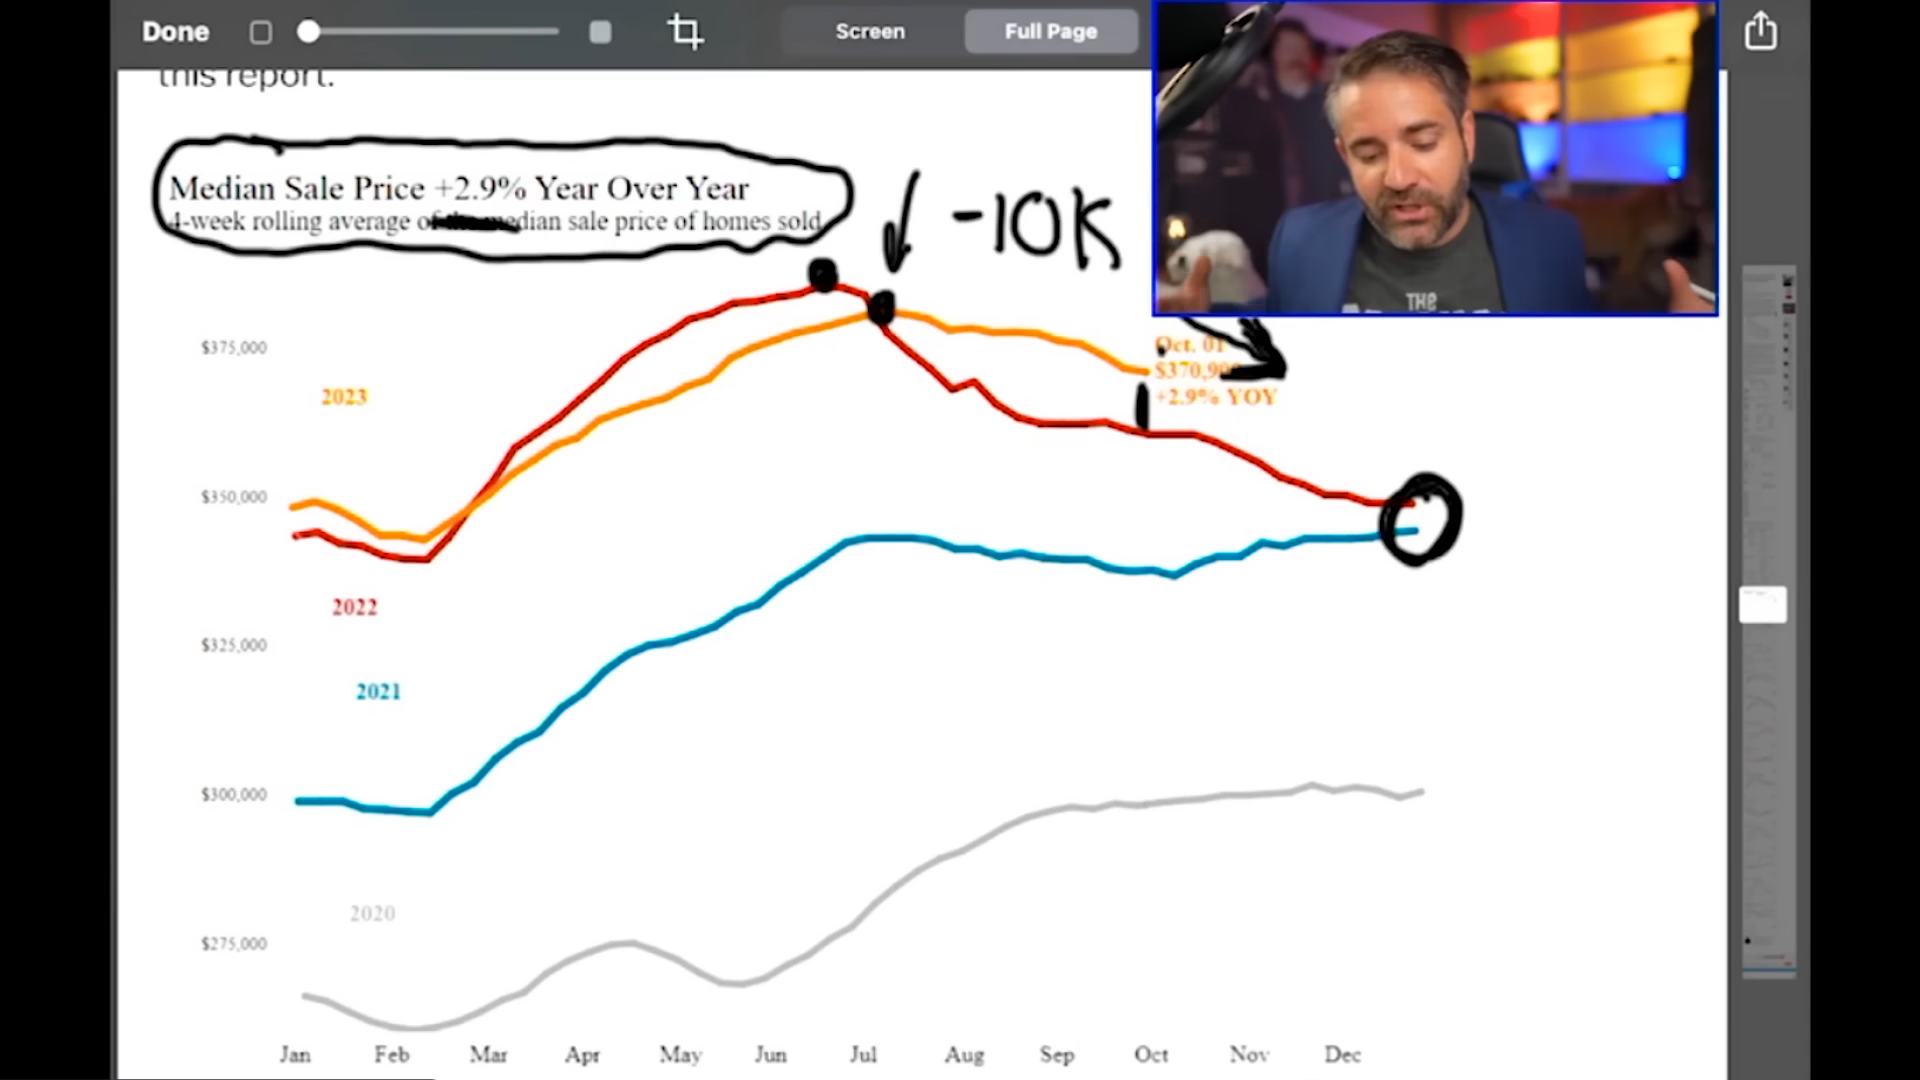 Done
Screen
Full Page
this report.
Median Sale Price +2.9% Year Over Year
4-week rolling average of the median sale price of homes sold
-10K
THE
$375,000
Oct. 01
+2.9% YOY
2023
$350,000
2022
$325,000
2021
$300,000
2020
$275,000
Jan Feb Mar Apr May Jun Jul Aug Sep Oct Nov Dec